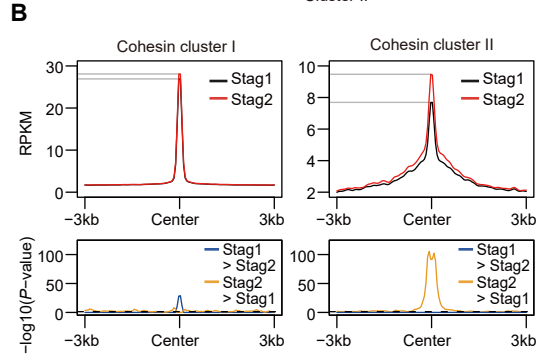 B
Cohesin cluster I
Cohesin cluster II
RPKM
30
20
10
0
Stag1
Stag2
−3kb
Center
3kb
10
8
6
4
2
Stag1
Stag2
−3kb
Center
3kb
−log10(P−value)
100
50
0
Stag1
> Stag2
Stag2
> Stag1
−3kb
Center
3kb
100
50
0
Stag1
> Stag2
Stag2
> Stag1
−3kb
Center
3kb